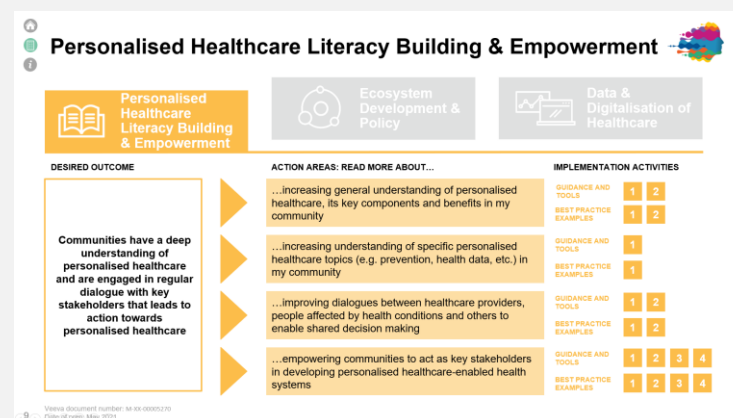 Personalised Healthcare Literacy Building & Empowerment
Personalised
Healthcare
Literacy Building
& Empowerment
Ecosystem
Development &
Policy
Data &
Digitalisation of
Healthcare
DESIRED OUTCOME
ACTION AREAS: READ MORE ABOUT…
IMPLEMENTATION ACTIVITIES
Communities have a deep
understanding of
personalised healthcare
and are engaged in regular
dialogue with key
stakeholders that leads to
action towards
personalised healthcare
…increasing general understanding of personalised
healthcare, its key components and benefits in my
community
GUIDANCE AND
TOOLS
1 2
BEST PRACTICE
EXAMPLES
1 2
…increasing understanding of specific personalised
healthcare topics (e.g. prevention, health data, etc.) in
my community
GUIDANCE AND
TOOLS
1
BEST PRACTICE
EXAMPLES
1
…improving dialogues between healthcare providers,
people affected by health conditions and others to
enable shared decision making
GUIDANCE AND
TOOLS
1 2
BEST PRACTICE
EXAMPLES
1 2
…empowering communities to act as key stakeholders
in developing personalised healthcare-enabled health
systems
GUIDANCE AND
TOOLS
1 2 3 4
BEST PRACTICE
EXAMPLES
1 2 3 4
Veeva document number: M-XX-00005370
9